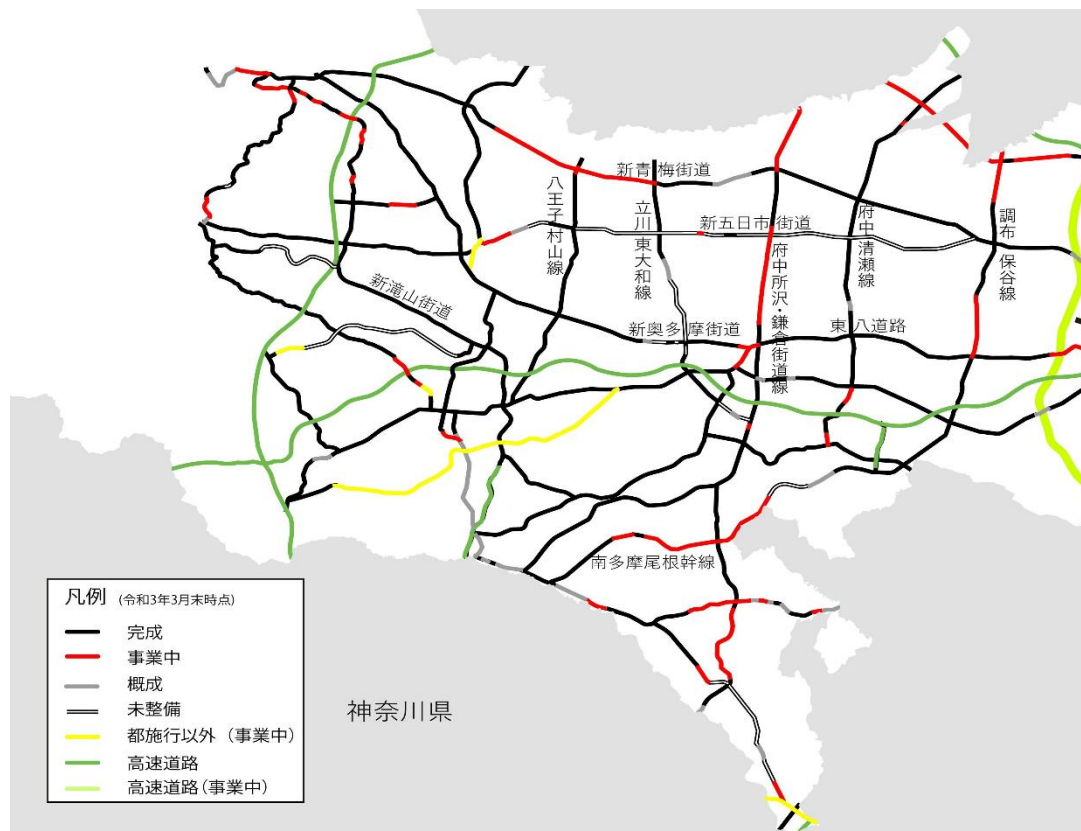 新青梅街道
八王子村山線
立川東大和線
新五日市街道
府中清瀬線
調布保谷線
府中所沢・鎌倉街道線
新滝山街道
新奥多摩街道
東八道路
南多摩尾根幹線
神奈川県
凡例 (令和3年3月末時点)
完成
事業中
概成
未整備
都施行以外 (事業中)
高速道路
高速道路(事業中)